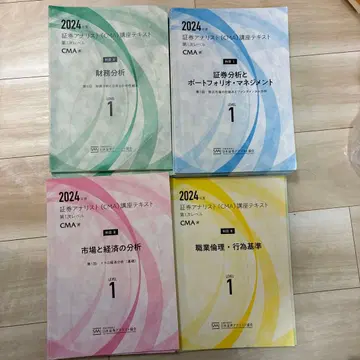 2024年度
証券アナリスト(CMA)講座テキスト
第1次レベル
CMA
財務分析
LEVEL
1
2024年度
証券アナリスト(CMA)講座テキスト
第1次レベル
CMA
科目Ⅰ
証券分析と
ポートフォリオ・マネジメント
LEVEL
1
2024年度
証券アナリスト(CMA)講座テキスト
第1次レベル
CMA
市場と経済の分析
LEVEL
1
2024年度
証券アナリスト(CMA)講座テキスト
第1次レベル
CMA
職業倫理・行為基準
LEVEL
1